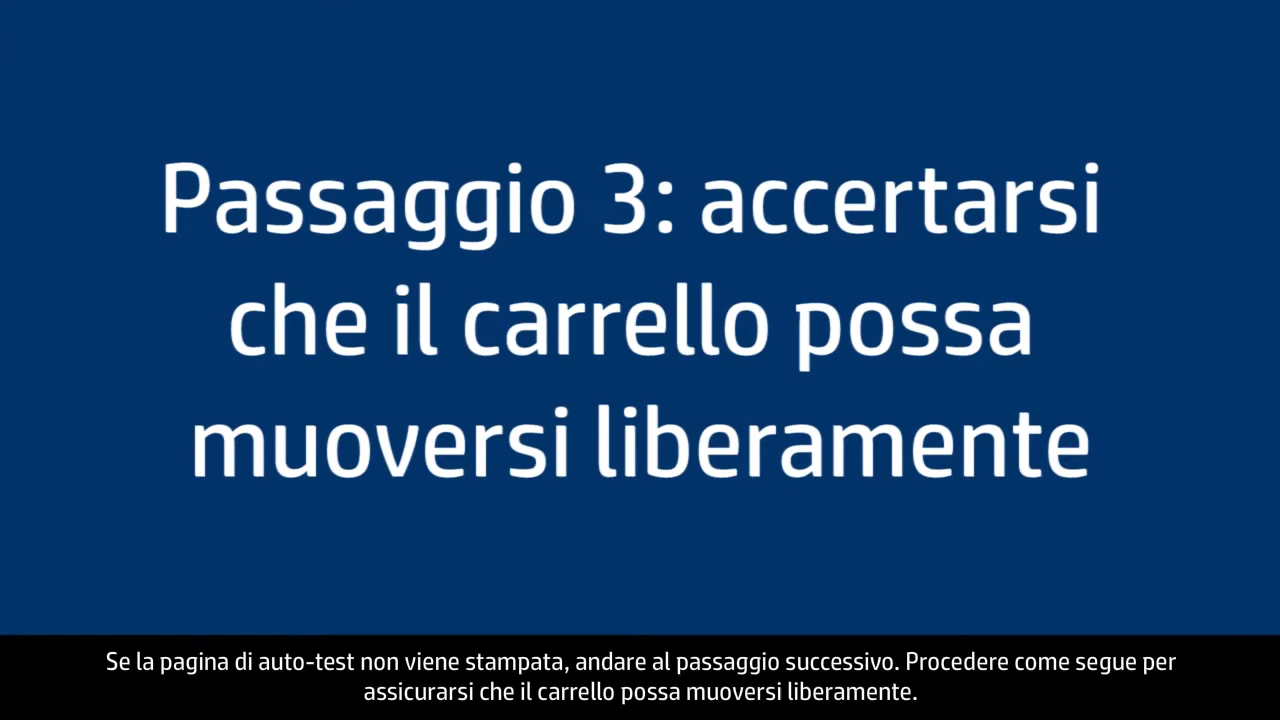 Passaggio 3: accertarsi
che il carrello possa
muoversi liberamente
Se la pagina di auto-test non viene stampata, andare al passaggio successivo. Procedere come segue per
assicurarsi che il carrello possa muoversi liberamente.